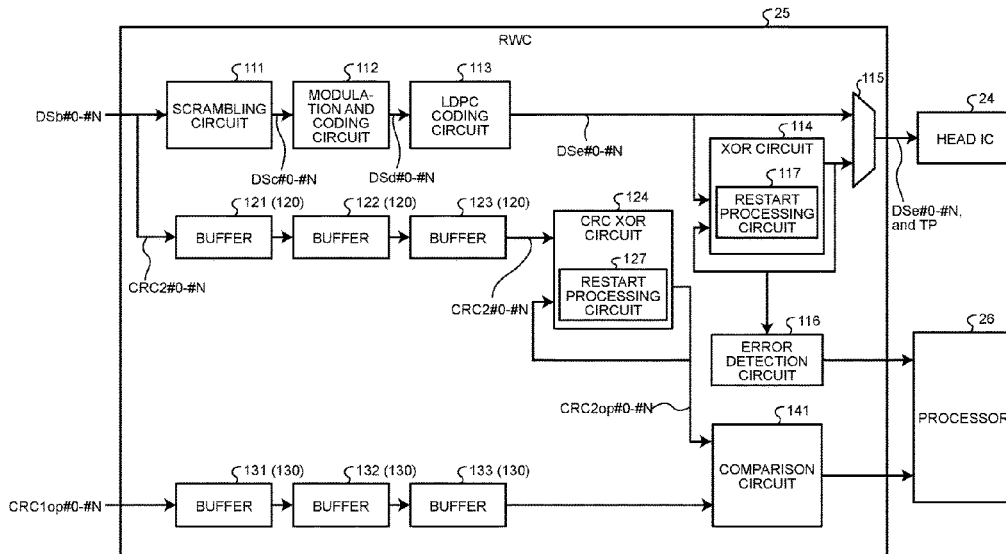 25
RWC
111
SCRAMBLING
CIRCUIT
112
MODULA-
TION AND
CODING CIRCUIT
113
LDPC
CODING
CIRCUIT
115
24
HEAD IC
DSb#0-#N
DSc#0-#N
DSd#0-#N
DSe#0-#N
114
XOR CIRCUIT
117
RESTART
PROCESSING
CIRCUIT
DSe#0-#N,
and TP
121 (120)
BUFFER
122 (120)
BUFFER
123 (120)
BUFFER
124
CRC XOR
CIRCUIT
127
RESTART
PROCESSING
CIRCUIT
CRC2#0-#N
CRC2#0-#N
116
ERROR
DETECTION
CIRCUIT
26
PROCESSOR
CRC2op#0-#N
141
COMPARISON
CIRCUIT
131 (130)
BUFFER
132 (130)
BUFFER
133 (130)
BUFFER
CRC1op#0-#N